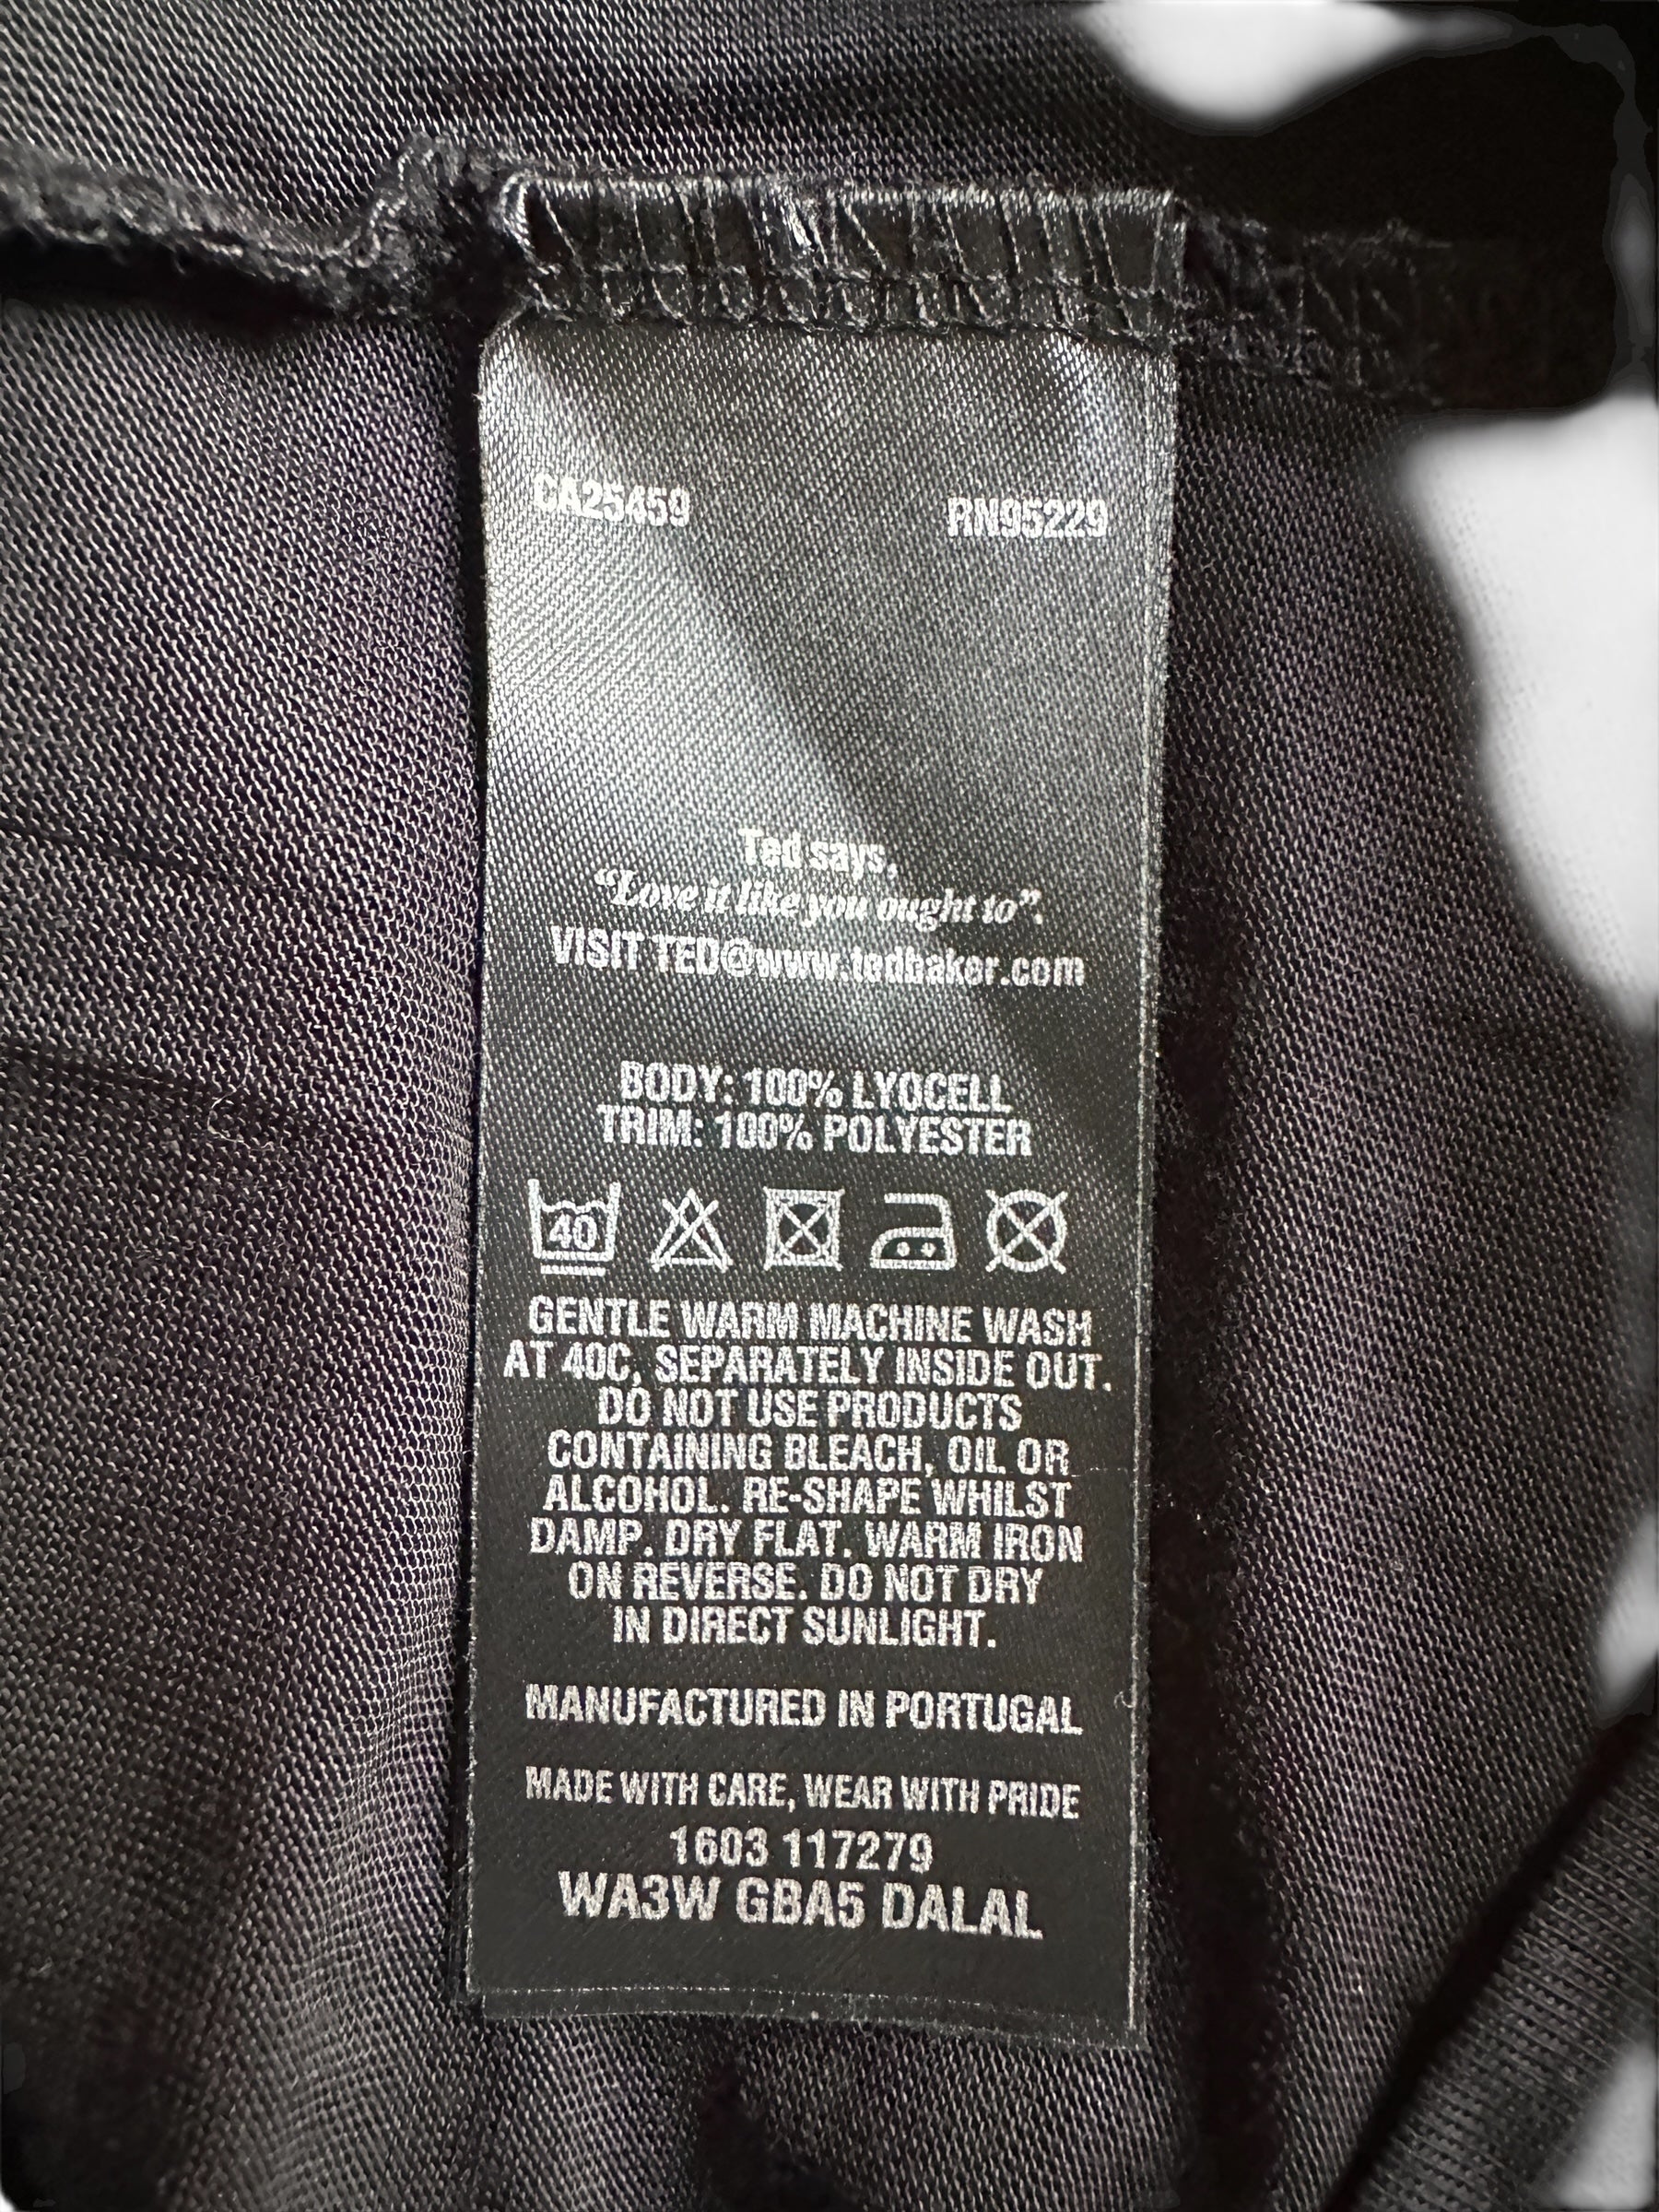 CA25459 RN95229
Ted says,
“Love it like you ought to”.
VISIT TED@www.tedbaker.com
BODY: 100% LYOCELL
TRIM: 100% POLYESTER
40
GENTLE WARM MACHINE WASH
AT 40C, SEPARATELY INSIDE OUT.
DO NOT USE PRODUCTS
CONTAINING BLEACH, OIL OR
ALCOHOL. RE-SHAPE WHILST
DAMP. DRY FLAT. WARM IRON
ON REVERSE. DO NOT DRY
IN DIRECT SUNLIGHT.
MANUFACTURED IN PORTUGAL
MADE WITH CARE, WEAR WITH PRIDE
1603 117279
WA3W GBA5 DALAL